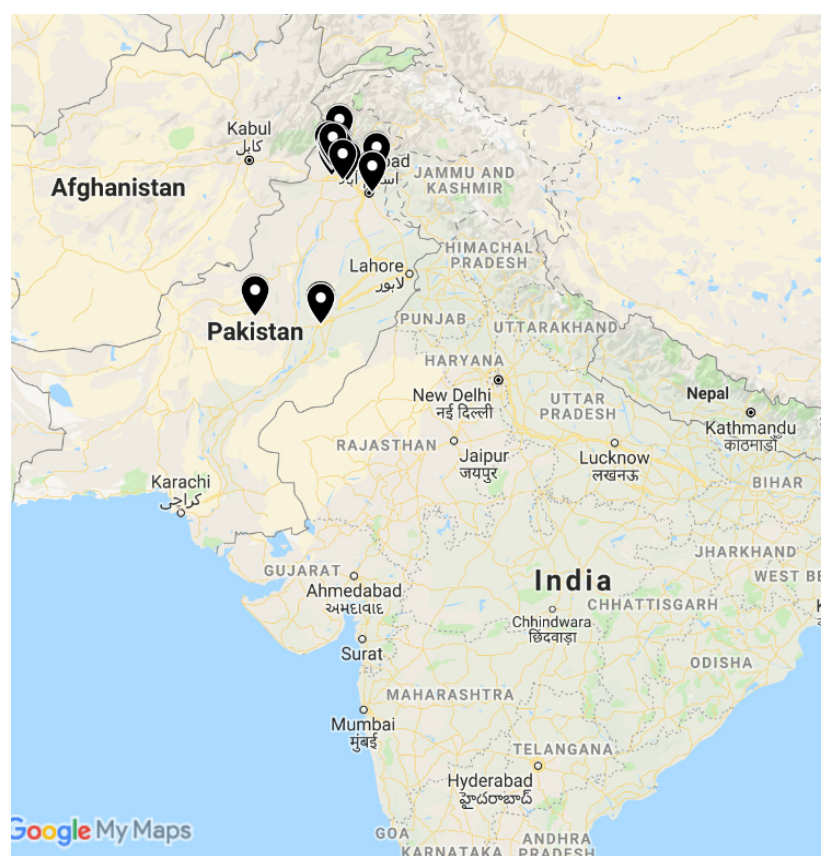 Kabul
کابل
Afghanistan
bad
JAMMU AND
KASHMIR
HIMACHAL
PRADESH
Lahore
لاہور
PUNJAB
UTTARAKHAND
Pakistan
HARYANA
New Delhi
नई दिल्ली
UTTAR
PRADESH
Nepal
Kathmandu
काठमाडौँ
RAJASTHAN
Jaipur
जयपुर
Lucknow
लखनऊ
BIHAR
Karachi
کراچی
JHARKHAND
GUJARAT
Ahmedabad
અમદાવાદ
India
WEST BE
CHHATTISGARH
Chhindwara
छिंदवाड़ा
Surat
ODISHA
MAHARASHTRA
Mumbai
मुंबई
TELANGANA
Hyderabad
హైదరాబాద్
Google My Maps
GOA
KARNATAKA
ANDHRA
PRADESH